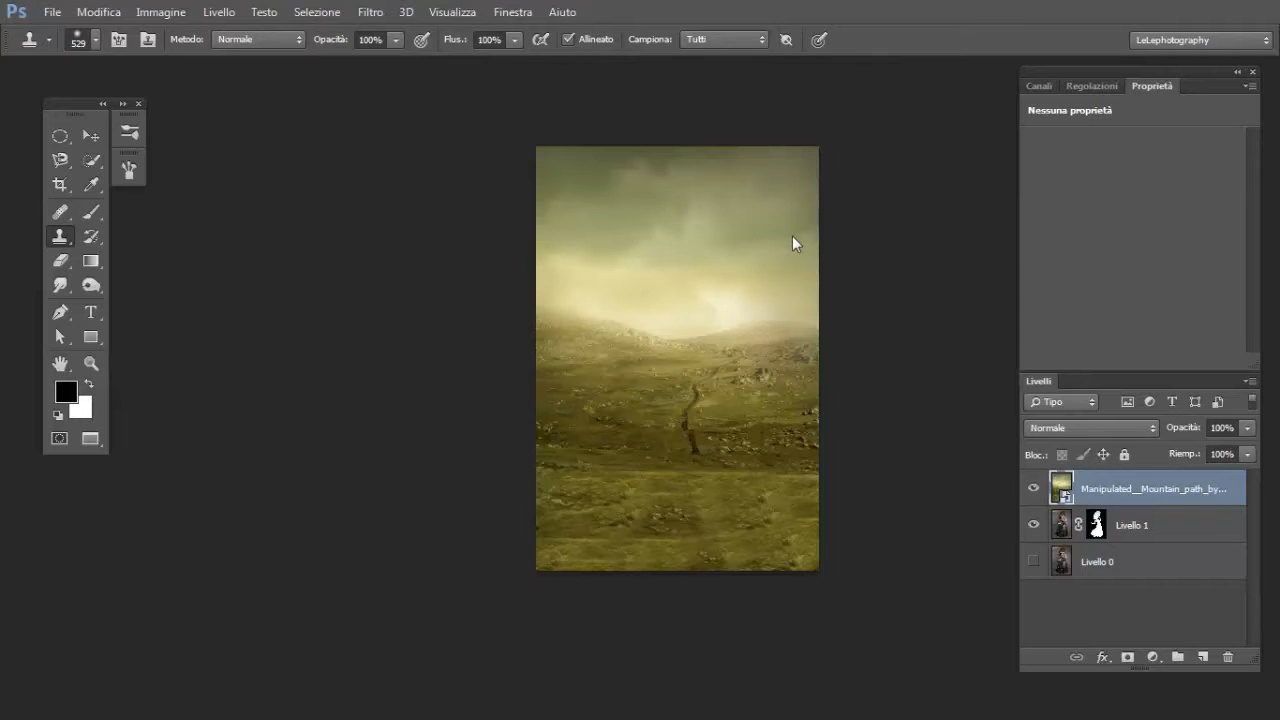 Ps File Modifica Immagine Livello Testo Selezione Filtro 3D Visualizza Finestra Aiuto
529 Metodo: Normale Opacità: 100% Flus.: 100% Allineato Campiona: Tutti LeLephotography
Canali Regolazioni Proprietà
Nessuna proprietà
Livelli
Tipo
Normale Opacità: 100%
Bloc.: Riemp.: 100%
Manipulated__Mountain_path_by...
Livello 1
Livello 0